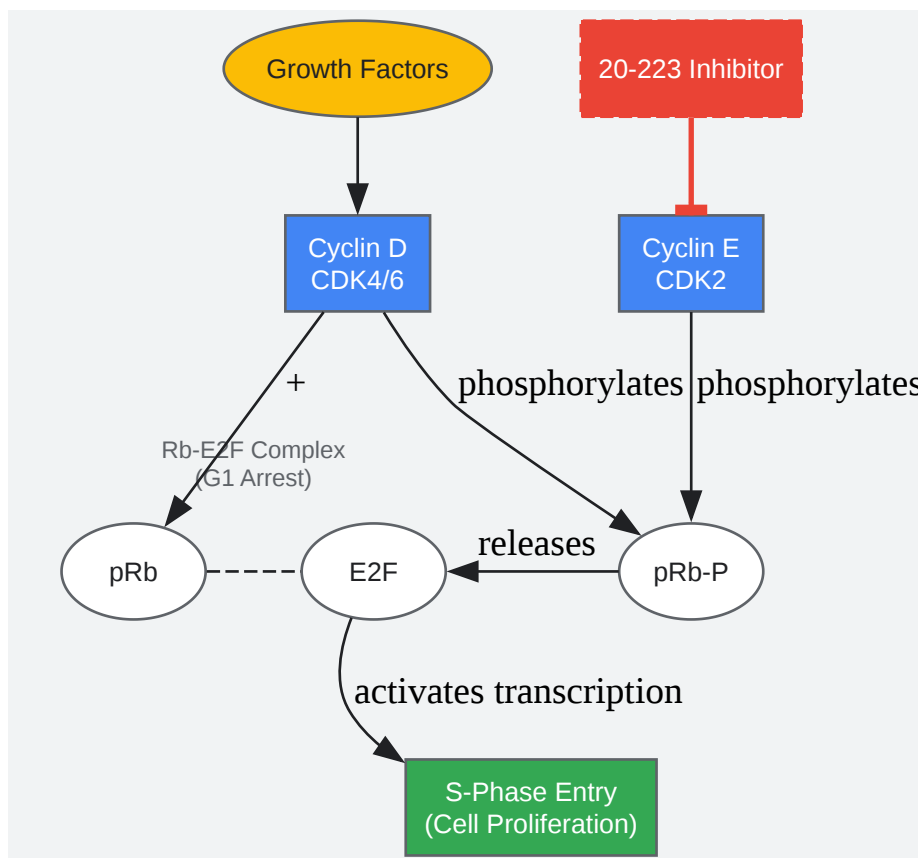 Growth Factors
20-223 Inhibitor
Cyclin D
CDK4/6
Cyclin E
CDK2
+
phosphorylates
phosphorylates
Rb-E2F Complex
(G1 Arrest)
pRb
E2F
releases
pRb-P
activates transcription
S-Phase Entry
(Cell Proliferation)